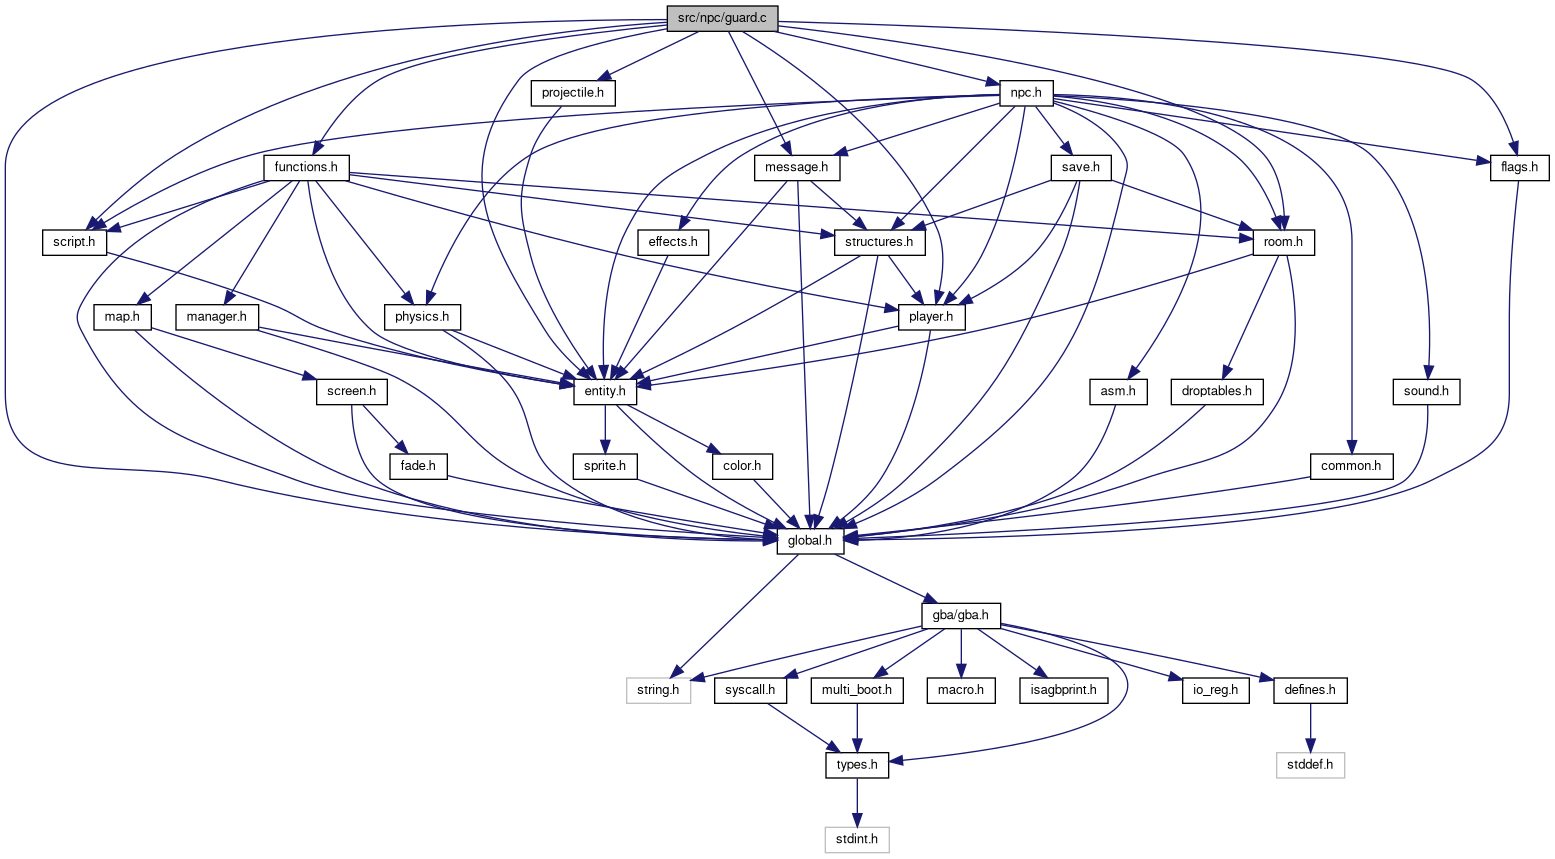 src/npc/guard.c
projectile.h
npc.h
functions.h
message.h
save.h
flags.h
script.h
effects.h
structures.h
room.h
map.h
manager.h
physics.h
player.h
screen.h
entity.h
asm.h
droptables.h
sound.h
fade.h
sprite.h
color.h
common.h
global.h
gba/gba.h
string.h
syscall.h
multi_boot.h
macro.h
isagbprint.h
io_reg.h
defines.h
types.h
stddef.h
stdint.h